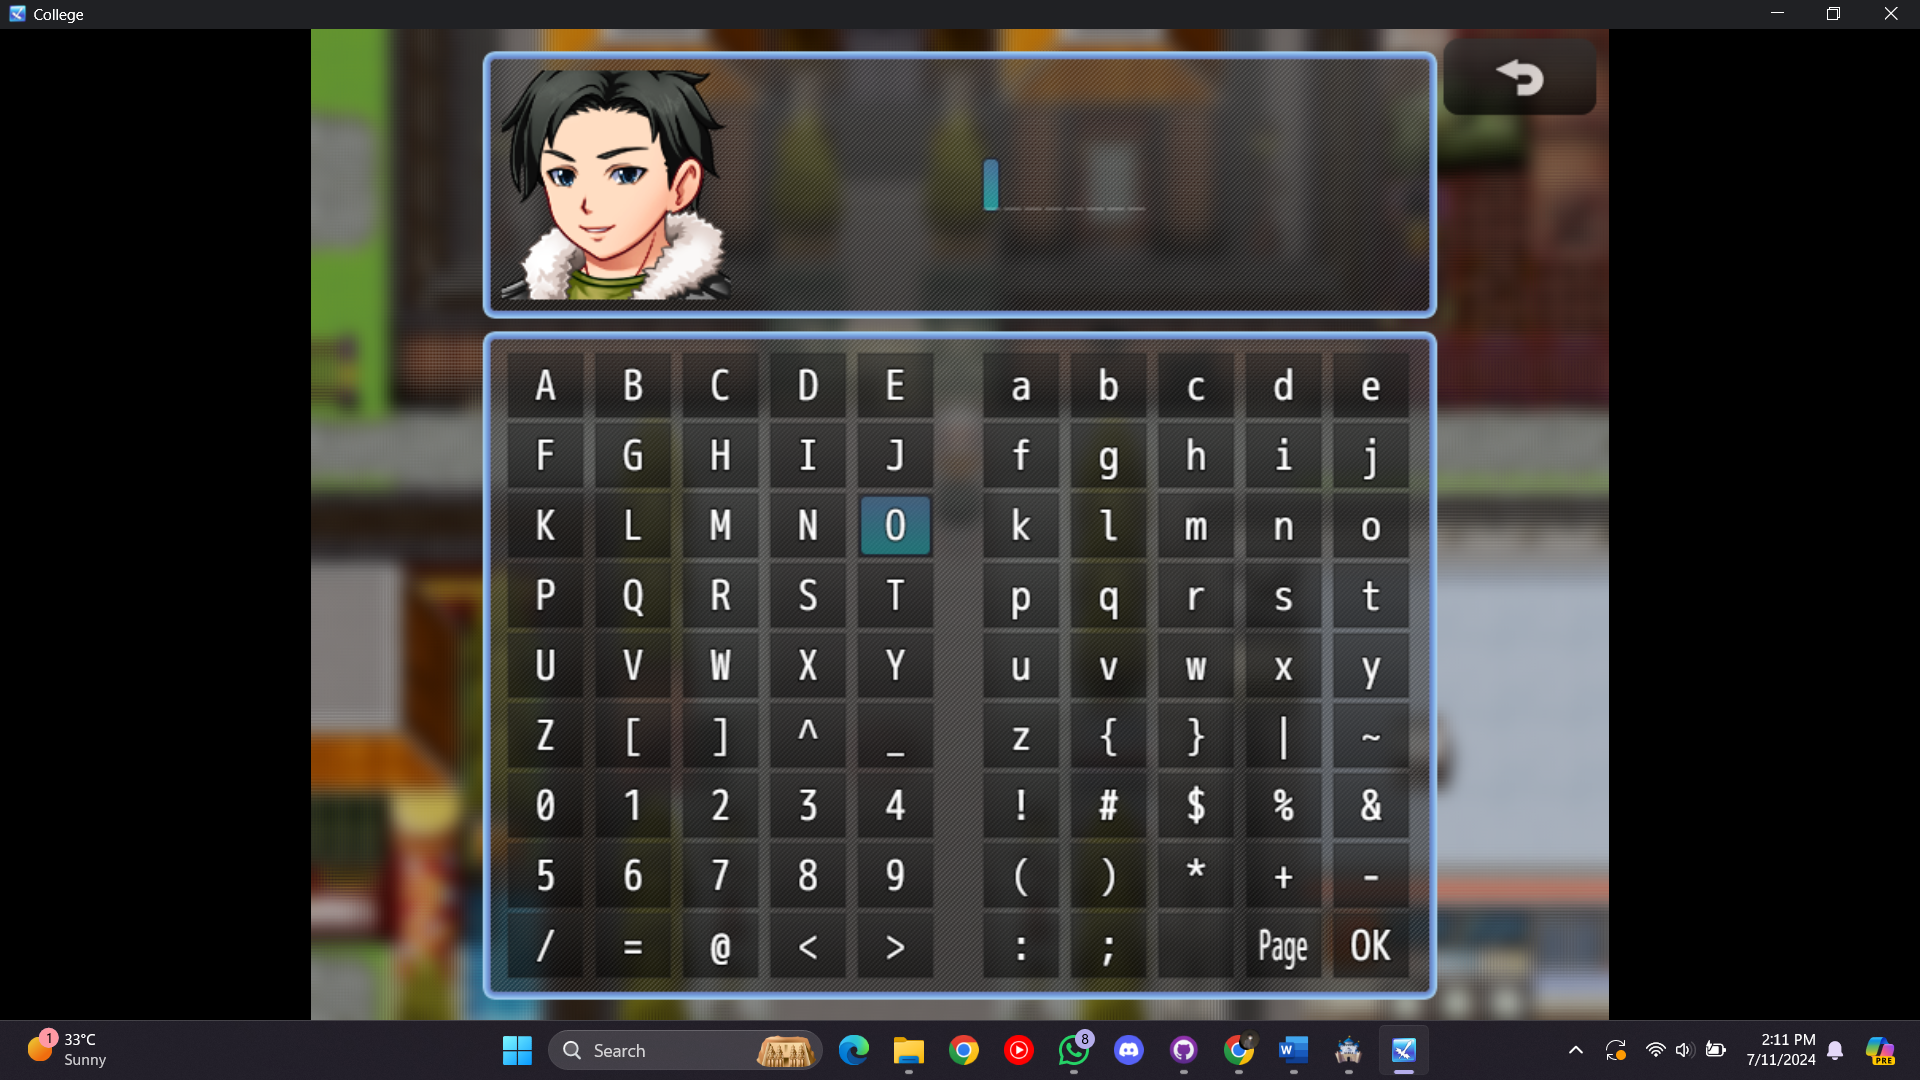 College
A B C D E a b c d e
F G H I J f g h i j
K L M N O k l m n o
P Q R S T p q r s t
U V W X Y u v w x y
Z [ ] ^ _ z { } | ~
0 1 2 3 4 ! # $ % &
5 6 7 8 9 ( ) * + -
/ = @ < > : ; Page OK
1
33°C
Sunny
Search
8
W
2:11 PM
7/11/2024
PRE